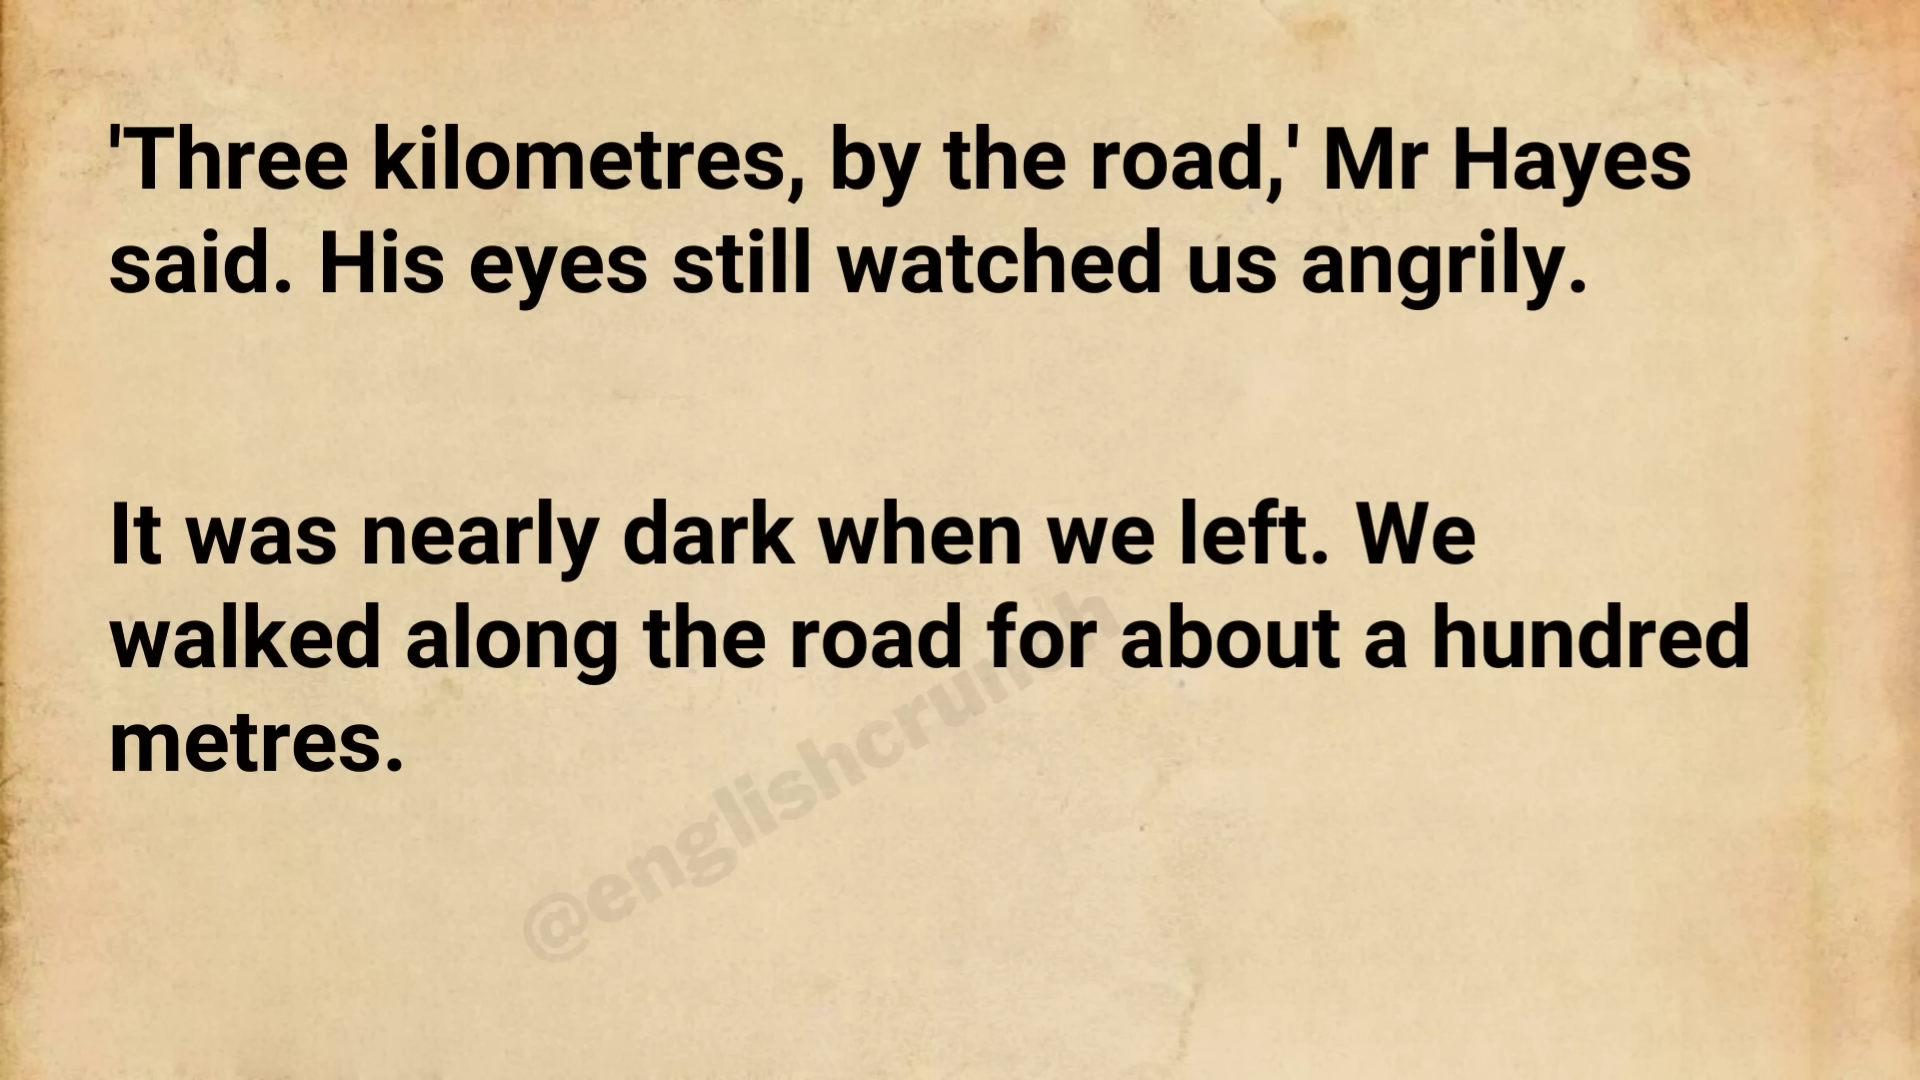 'Three kilometres, by the road,' Mr Hayes
said. His eyes still watched us angrily.
It was nearly dark when we left. We
walked along the road for about a hundred
metres.
@englishcrunch